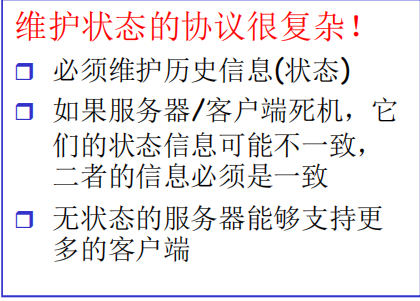 维护状态的协议很复杂！
必须维护历史信息(状态)
如果服务器/客户端死机，它
们的状态信息可能不一致，
二者的信息必须是一致
无状态的服务器能够支持更
多的客户端